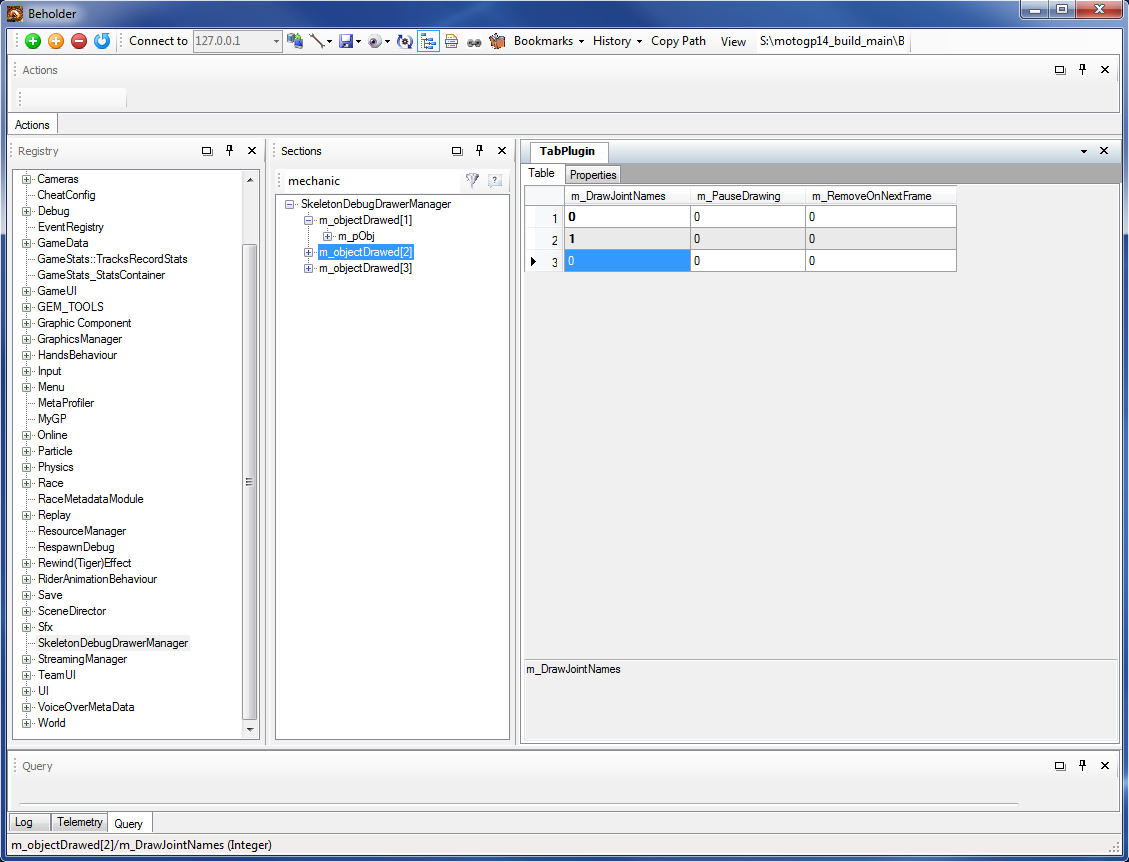 Beholder
Connect to 127.0.0.1 Bookmarks History Copy Path View S:\motogp14_build_main\B
Actions
Actions
Registry
Cameras
CheatConfig
Debug
EventRegistry
GameData
GameStats::TracksRecordStats
GameStats_StatsContainer
GameUI
GEM_TOOLS
Graphic Component
GraphicsManager
HandsBehaviour
Input
Menu
MetaProfiler
MyGP
Online
Particle
Physics
Race
RaceMetadataModule
Replay
ResourceManager
RespawnDebug
Rewind(Tiger)Effect
RiderAnimationBehaviour
Save
SceneDirector
Sfx
SkeletonDebugDrawerManager
StreamingManager
TeamUI
UI
VoiceOverMetaData
World
Sections
mechanic
SkeletonDebugDrawerManager
m_objectDrawed[1]
m_pObj
m_objectDrawed[2]
m_objectDrawed[3]
TabPlugin
Table Properties
m_DrawJointNames m_PauseDrawing m_RemoveOnNextFrame
1 0 0 0
2 1 0 0
3 0 0 0
m_DrawJointNames
Query
Log Telemetry Query
m_objectDrawed[2]/m_DrawJointNames (Integer)